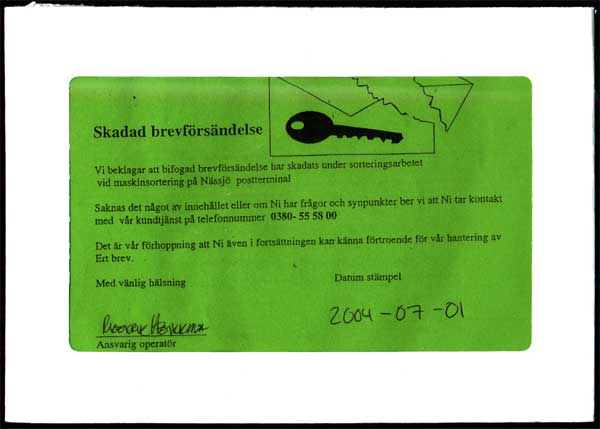 Skadad brevförsändelse
Vi beklagar att bifogad brevförsändelse har skadats under sorteringsarbetet
vid maskinsortering på Nässjö postterminal
Saknas det något av innehållet eller om Ni har frågor och synpunkter ber vi att Ni tar kontakt
med vår kundtjänst på telefonnummer 0380- 55 58 00
Det är vår förhoppning att Ni även i fortsättningen kan känna förtroende för vår hantering av
Ert brev.
Med vänlig hälsning
Datum stämpel
2004-07-01
Ansvarig operatör